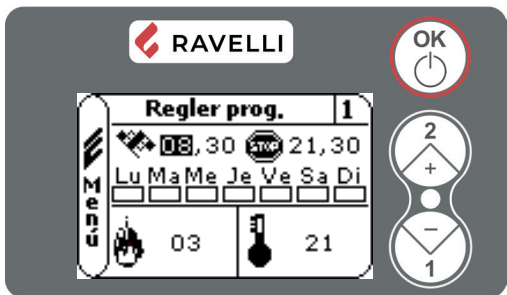 RAVELLI
OK
Regler prog. 1
08,30 STOP 21,30
Lu Ma Me Je Ve Sa Di
Menú
03 21
2
+
−
1